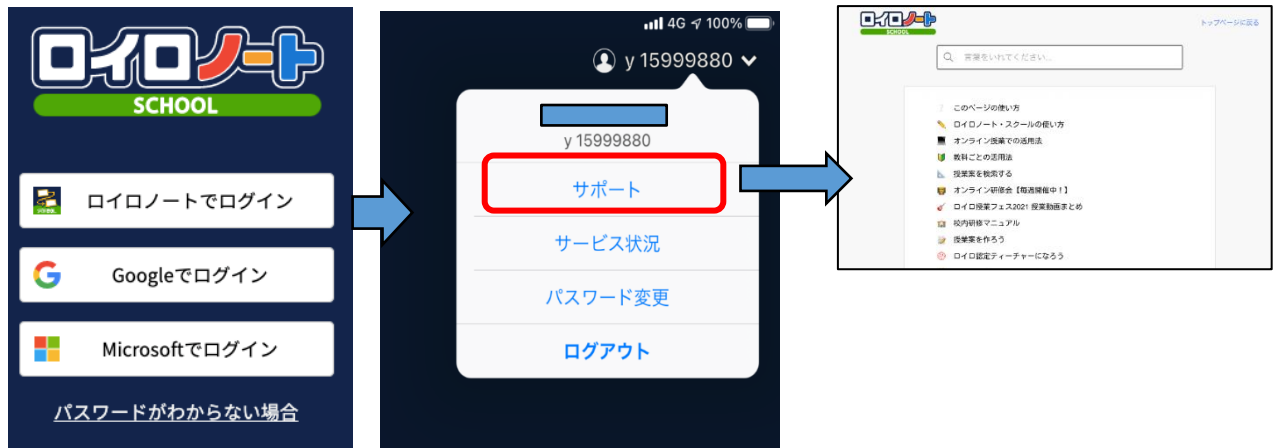 ロイロノート
SCHOOL
ロイロノートでログイン
Googleでログイン
Microsoftでログイン
パスワードがわからない場合
4G 100%
y 15999880
y 15999880
サポート
サービス状況
パスワード変更
ログアウト
ロイロノート
SCHOOL
トップページに戻る
言葉をいれてください...
このページの使い方
ロイロノート・スクールの使い方
オンライン授業での活用法
教科ごとの活用法
授業案を検索する
オンライン研修会【毎週開催中！】
ロイロ授業フェス2021 授業動画まとめ
校内研修マニュアル
授業案を作ろう
ロイロ認定ティーチャーになろう